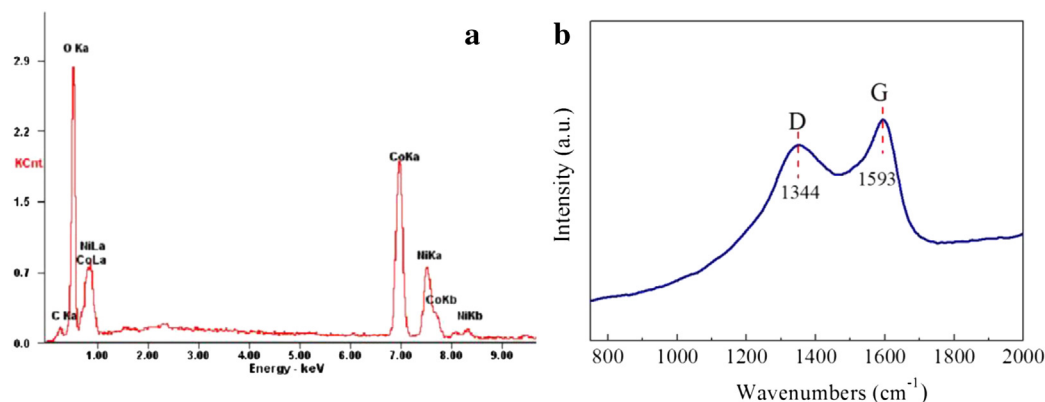 a
O Ka
2.9
2.2
KCnt
CoKa
1.5
NiLa
CoLa
NiKa
0.7
CoKb
C Ka
NiKb
0.0
1.00 2.00 3.00 4.00 5.00 6.00 7.00 8.00 9.00
Energy - keV
b
G
D
1344
1593
Intensity (a.u.)
800 1000 1200 1400 1600 1800 2000
Wavenumbers (cm⁻¹)